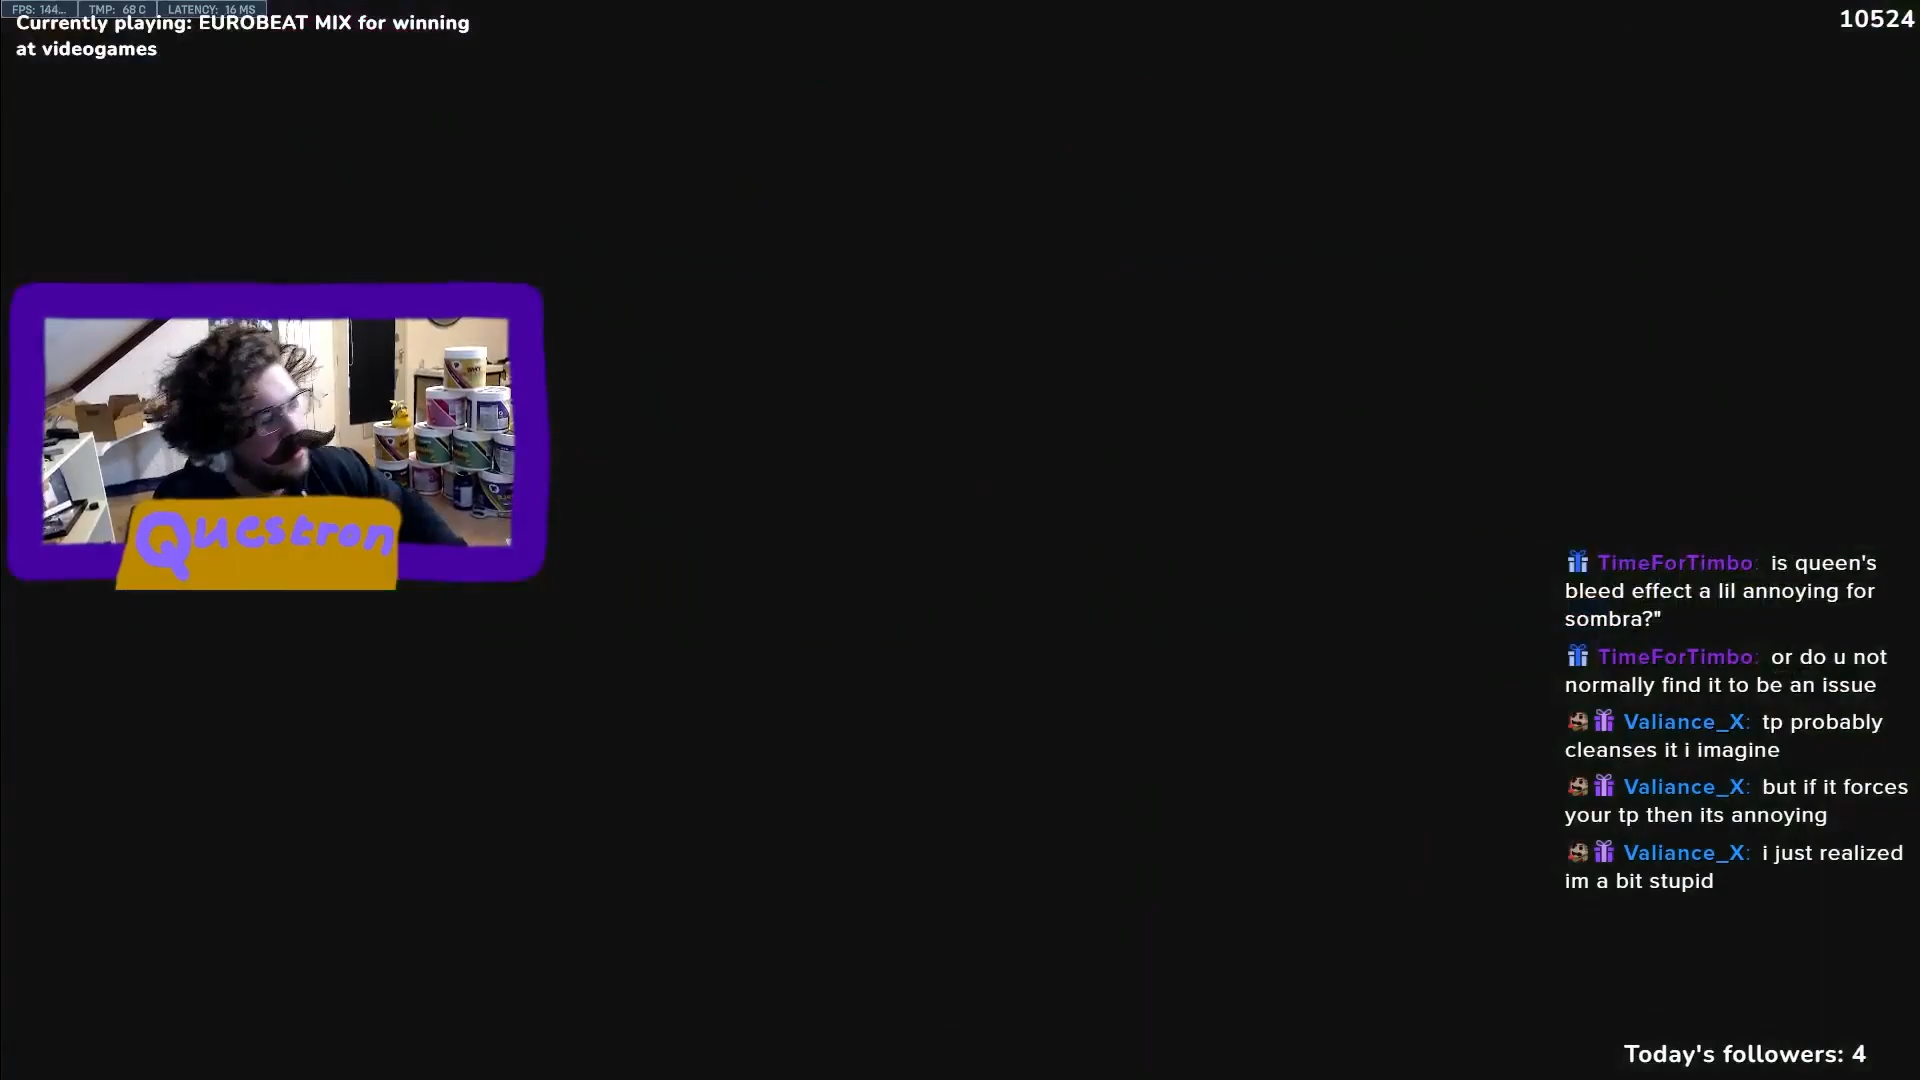 FPS: 144... TMP: 68 C LATENCY: 16 MS
Currently playing: EUROBEAT MIX for winning
at videogames
10524
Questron
TimeForTimbo: is queen's
bleed effect a lil annoying for
sombra?"
TimeForTimbo: or do u not
normally find it to be an issue
Valiance_X: tp probably
cleanses it i imagine
Valiance_X: but if it forces
your tp then its annoying
Valiance_X: i just realized
im a bit stupid
Today's followers: 4